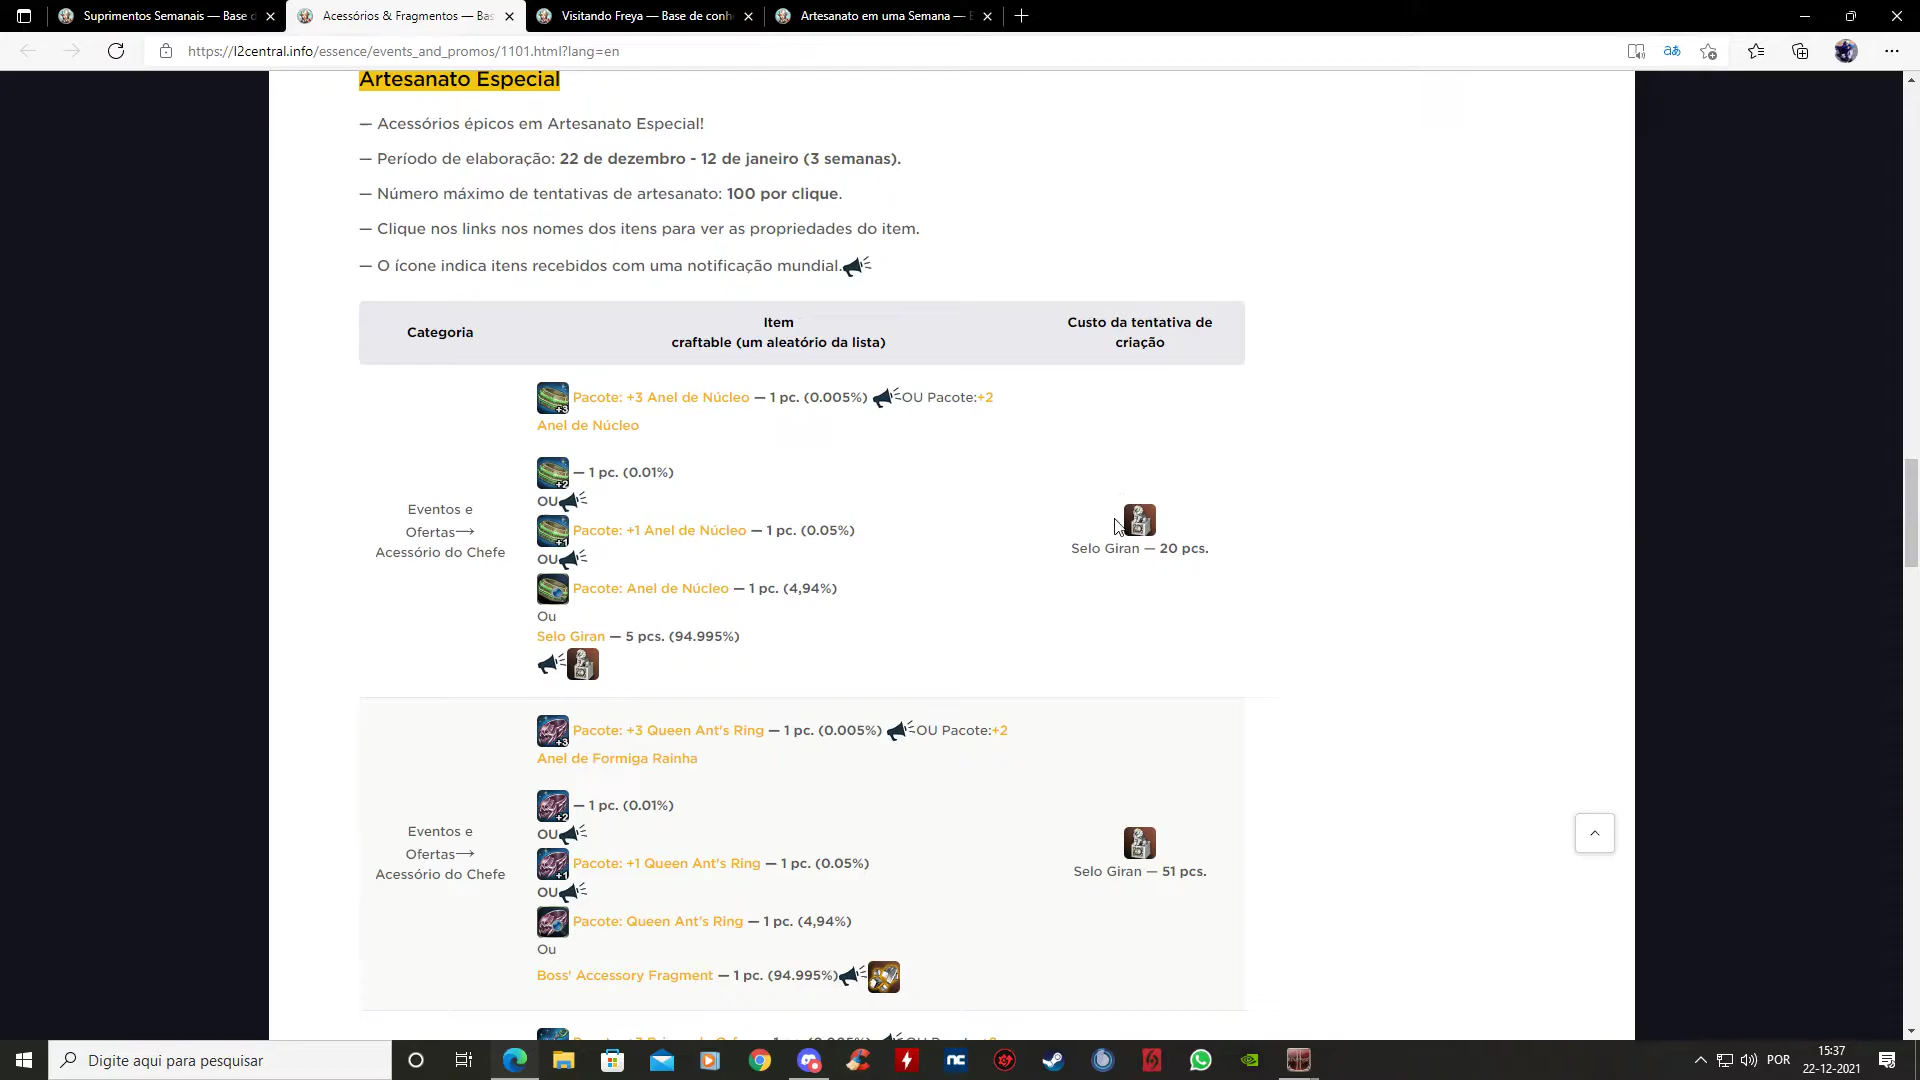 Suprimentos Semanais — Base d
Acessórios & Fragmentos — Bas
Visitando Freya — Base de conh
Artesanato em uma Semana — B
https://l2central.info/essence/events_and_promos/1101.html?lang=en
Artesanato Especial
— Acessórios épicos em Artesanato Especial!
— Período de elaboração: 22 de dezembro - 12 de janeiro (3 semanas).
— Número máximo de tentativas de artesanato: 100 por clique.
— Clique nos links nos nomes dos itens para ver as propriedades do item.
— O ícone indica itens recebidos com uma notificação mundial.
Categoria
Item
craftable (um aleatório da lista)
Custo da tentativa de
criação
Eventos e
Ofertas→
Acessório do Chefe
+3 Pacote: +3 Anel de Núcleo — 1 pc. (0.005%) OU Pacote:+2
Anel de Núcleo
+2 — 1 pc. (0.01%)
OU
+1 Pacote: +1 Anel de Núcleo — 1 pc. (0.05%)
OU
Pacote: Anel de Núcleo — 1 pc. (4,94%)
Ou
Selo Giran — 5 pcs. (94.995%)
Selo Giran — 20 pcs.
Eventos e
Ofertas→
Acessório do Chefe
+3 Pacote: +3 Queen Ant's Ring — 1 pc. (0.005%) OU Pacote:+2
Anel de Formiga Rainha
+2 — 1 pc. (0.01%)
OU
+1 Pacote: +1 Queen Ant's Ring — 1 pc. (0.05%)
OU
Pacote: Queen Ant's Ring — 1 pc. (4,94%)
Ou
Boss' Accessory Fragment — 1 pc. (94.995%)
Selo Giran — 51 pcs.
Digite aqui para pesquisar
POR
15:37
22-12-2021